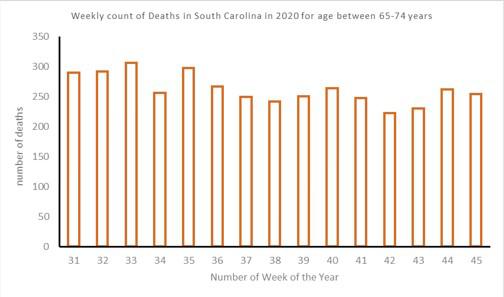 Weekly count of Deaths in South Carolina in 2020 for age between 65-74 years
350
300
250
200
150
100
50
0
number of deaths
31 32 33 34 35 36 37 38 39 40 41 42 43 44 45
Number of Week of the Year